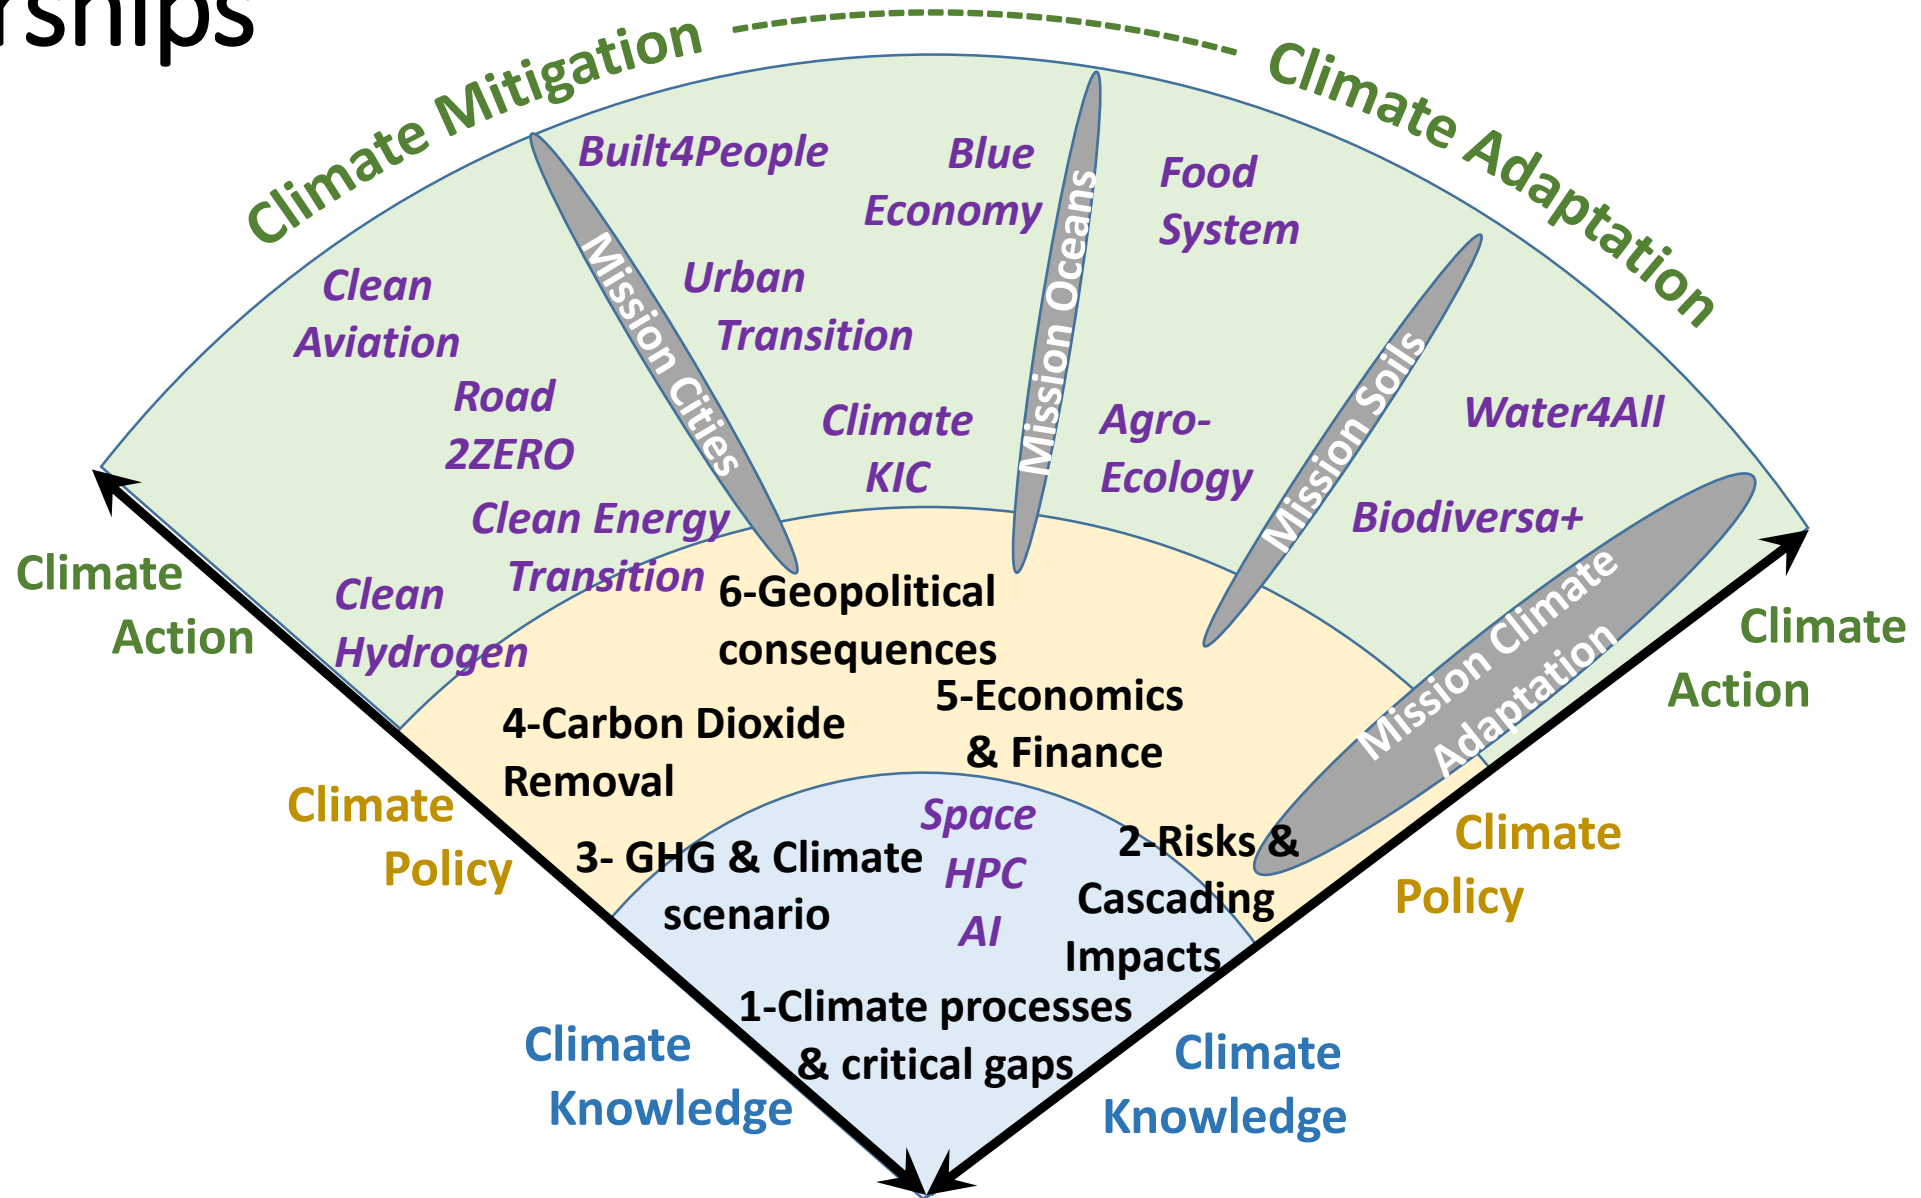 rships
Climate Mitigation
Climate Adaptation
Built4People
Blue
Economy
Food
System
Mission Cities
Mission Oceans
Mission Soils
Clean
Aviation
Urban
Transition
Road
2ZERO
Climate
KIC
Agro-
Ecology
Water4All
Biodiversa+
Clean Energy
Transition
Clean
Hydrogen
Mission Climate
Adaptation
Climate
Action
Climate
Action
6-Geopolitical
consequences
5-Economics
& Finance
4-Carbon Dioxide
Removal
Climate
Policy
Climate
Policy
3- GHG & Climate
scenario
Space
HPC
AI
2-Risks &
Cascading
Impacts
1-Climate processes
& critical gaps
Climate
Knowledge
Climate
Knowledge